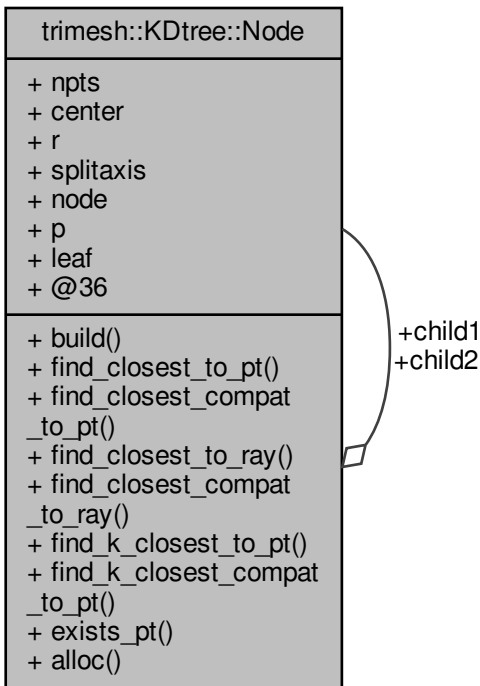 trimesh::KDtree::Node
+ npts
+ center
+ r
+ splitaxis
+ node
+ p
+ leaf
+ @36
+ build()
+ find_closest_to_pt()
+ find_closest_compat
_to_pt()
+ find_closest_to_ray()
+ find_closest_compat
_to_ray()
+ find_k_closest_to_pt()
+ find_k_closest_compat
_to_pt()
+ exists_pt()
+ alloc()
+child1
+child2